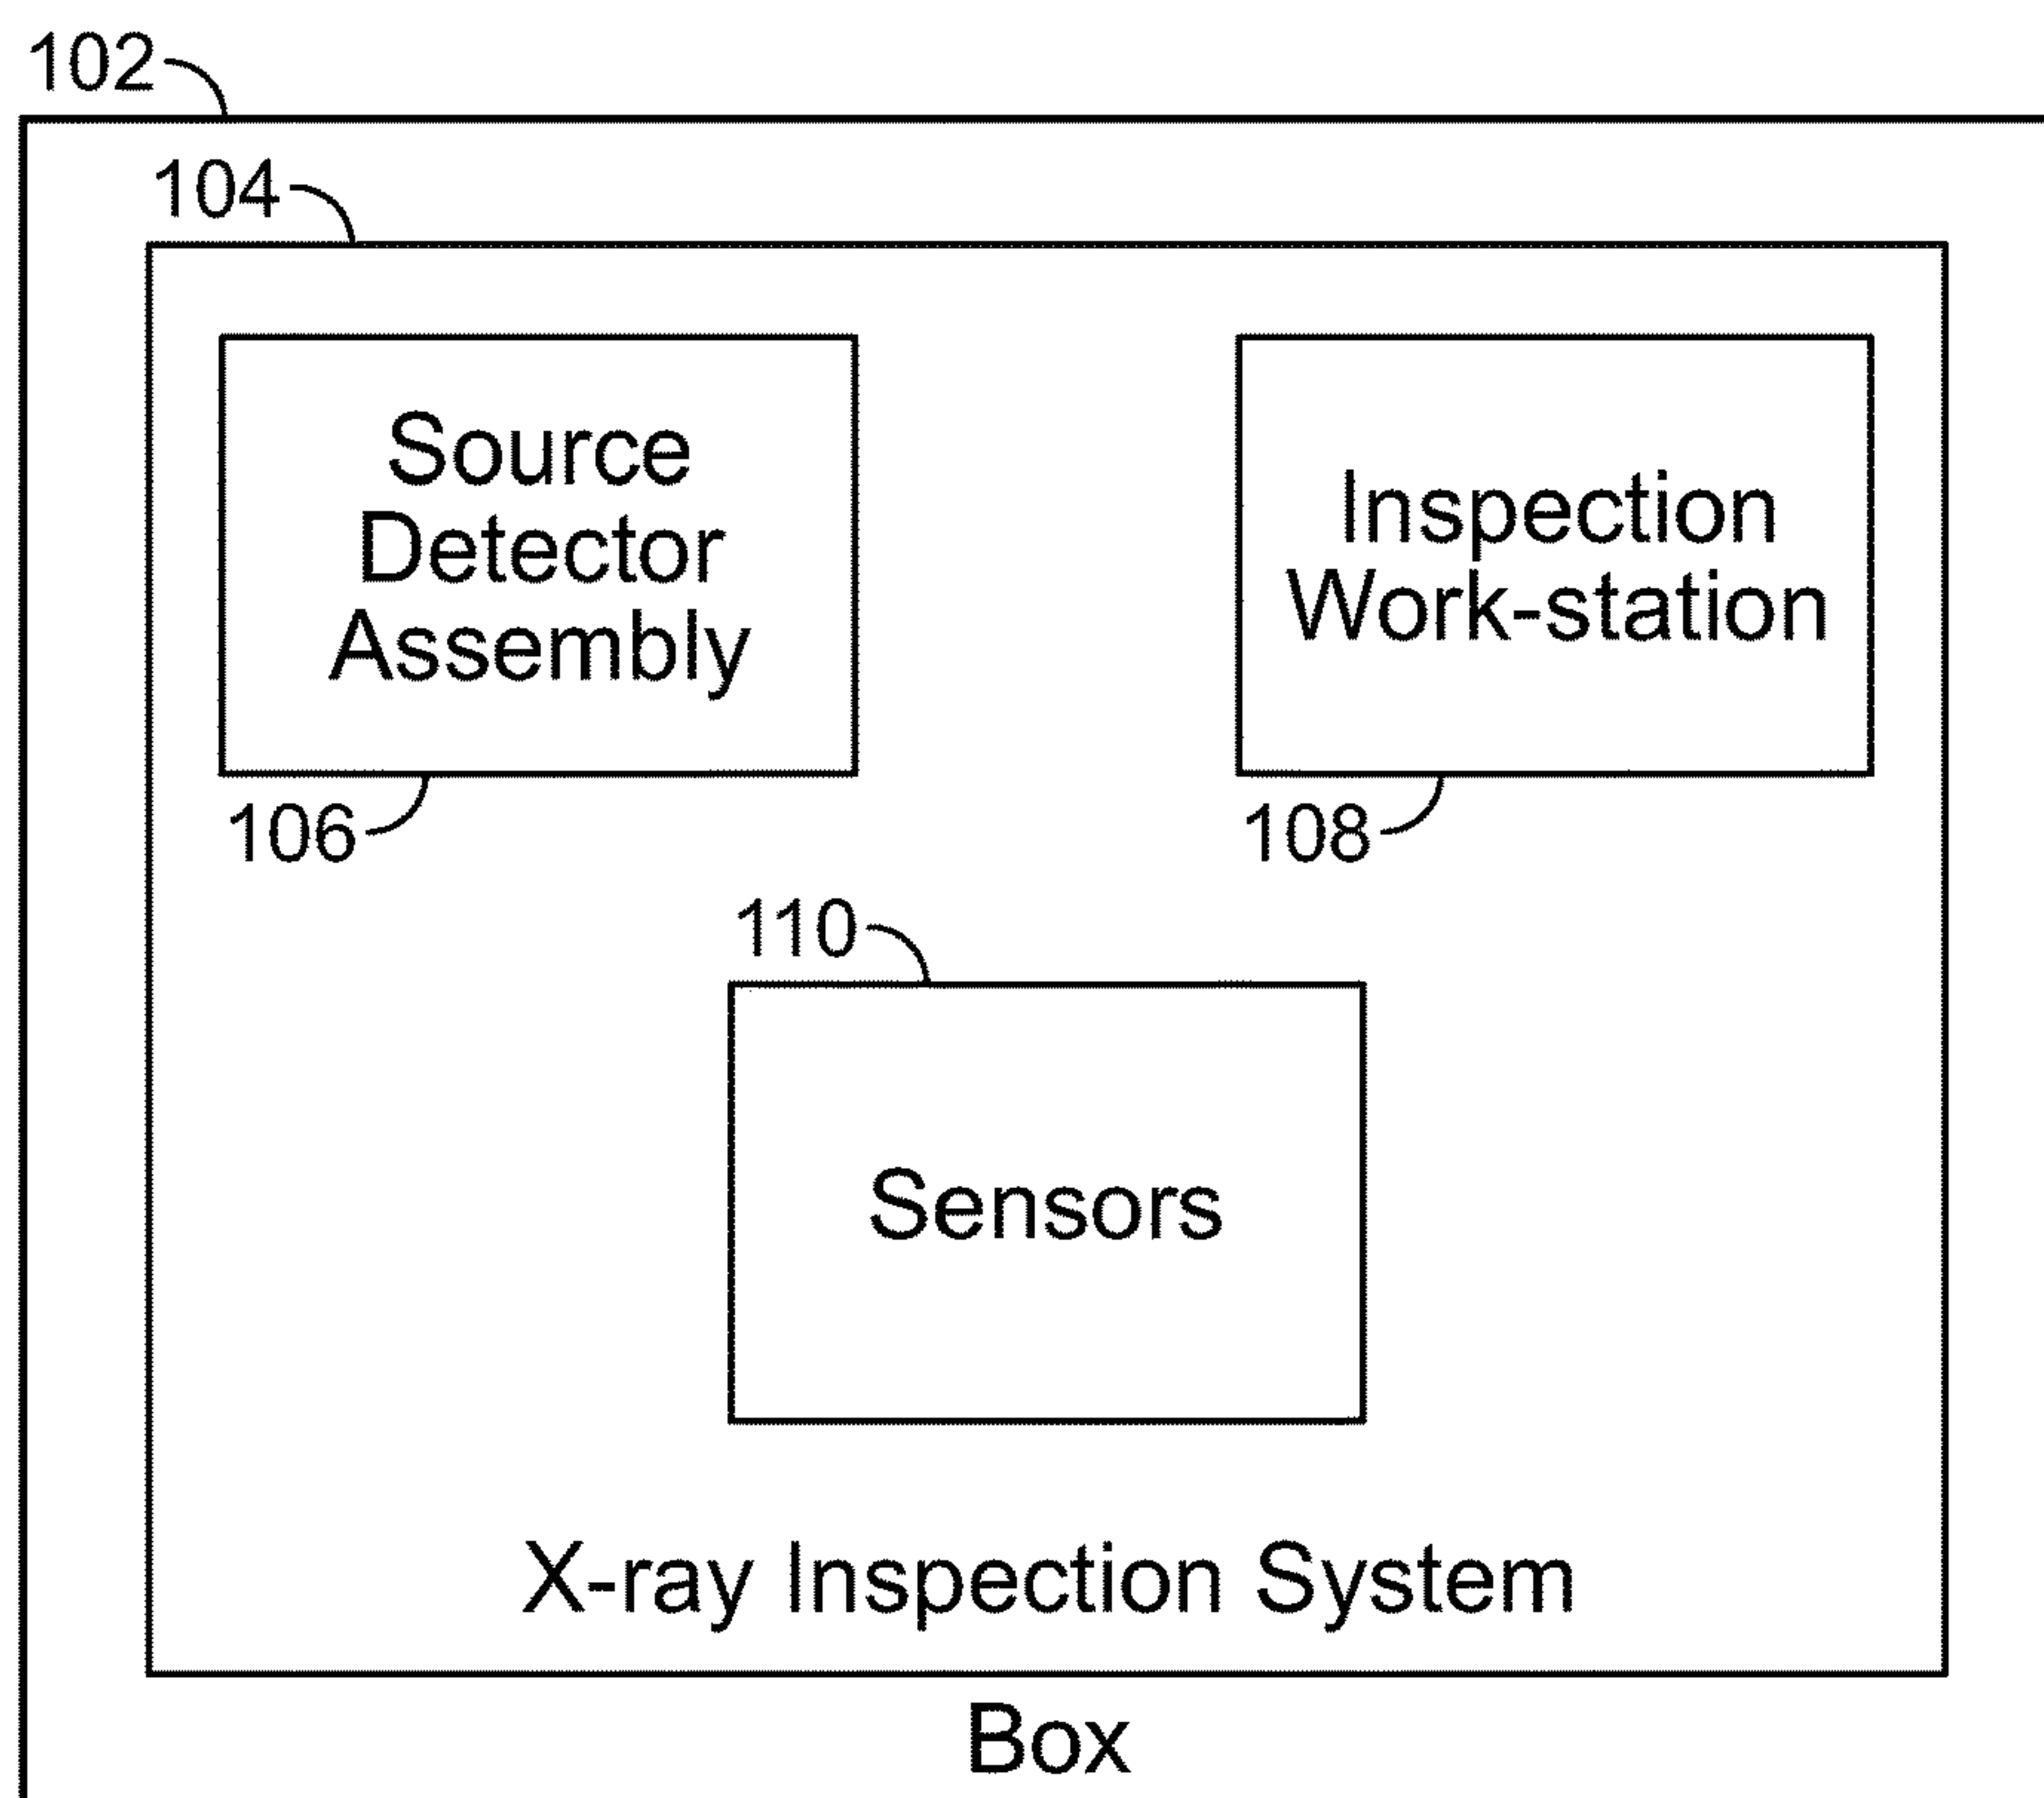 102
104
Source
Detector
Assembly
Inspection
Work-station
106
108
110
Sensors
X-ray Inspection System
Box